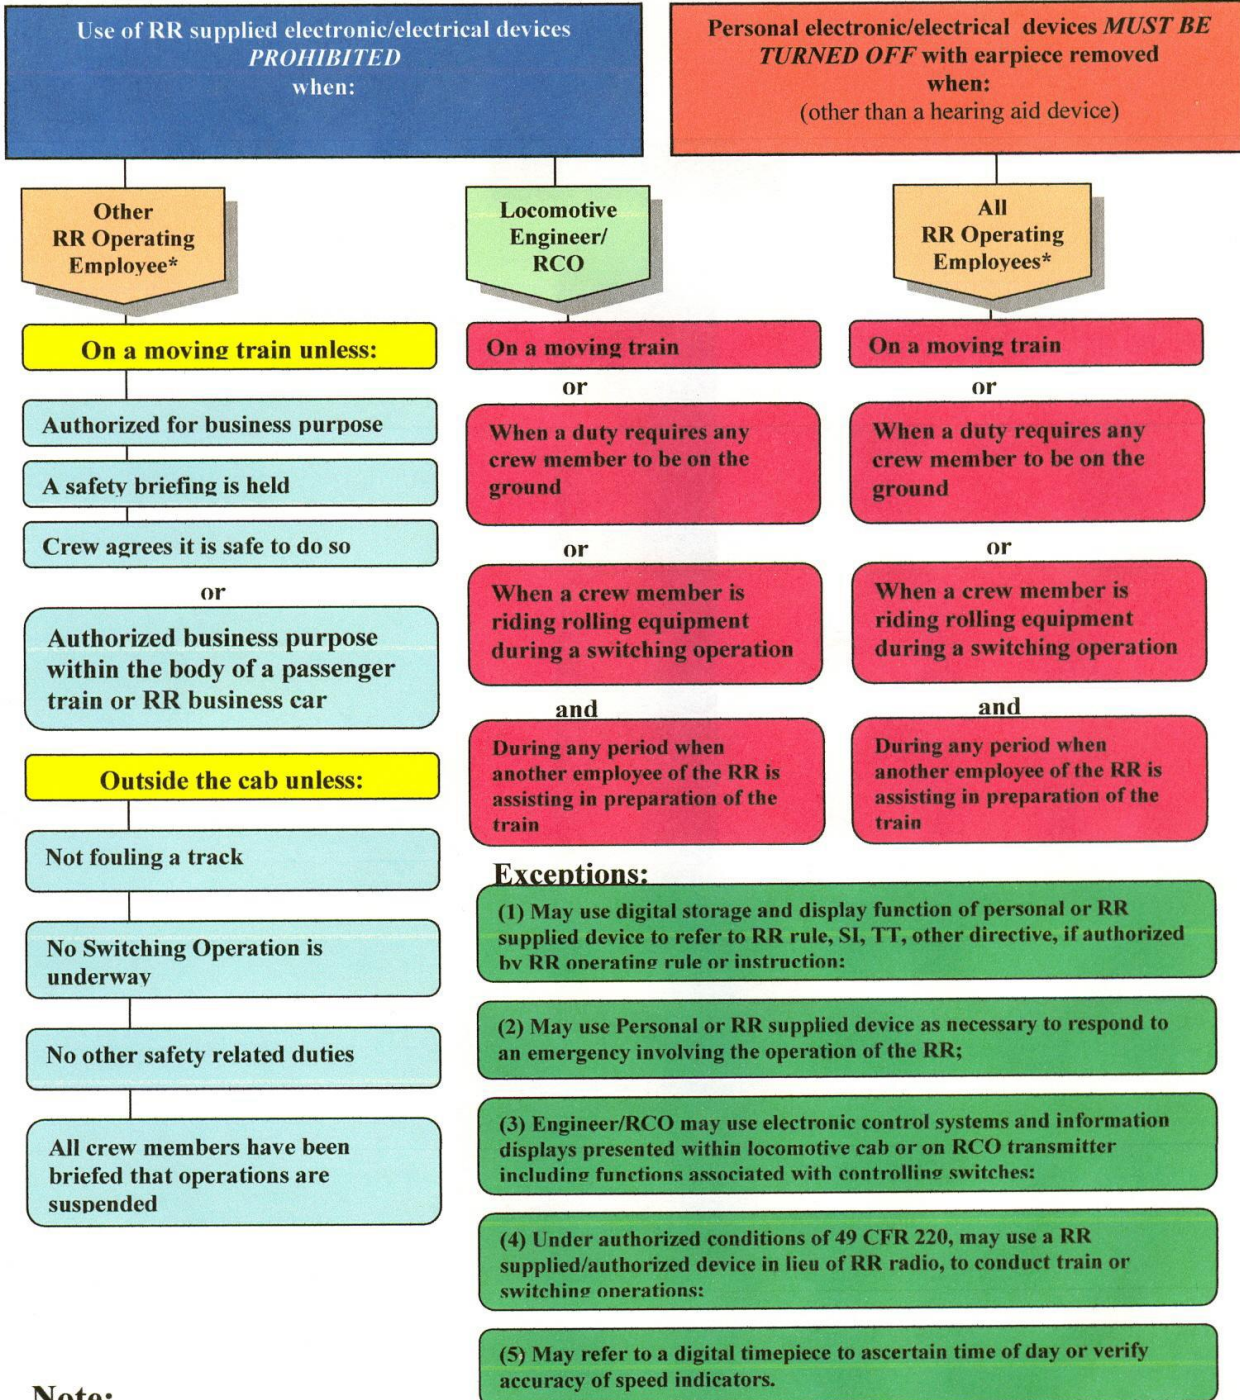 Use of RR supplied electronic/electrical devices
PROHIBITED
when:
Personal electronic/electrical devices MUST BE
TURNED OFF with earpiece removed
when:
(other than a hearing aid device)
Other
RR Operating
Employee*
On a moving train unless:
Authorized for business purpose
A safety briefing is held
Crew agrees it is safe to do so
or
Authorized business purpose
within the body of a passenger
train or RR business car
Outside the cab unless:
Not fouling a track
No Switching Operation is
underway
No other safety related duties
All crew members have been
briefed that operations are
suspended
Locomotive
Engineer/
RCO
On a moving train
or
When a duty requires any
crew member to be on the
ground
or
When a crew member is
riding rolling equipment
during a switching operation
and
During any period when
another employee of the RR is
assisting in preparation of the
train
All
RR Operating
Employees*
On a moving train
or
When a duty requires any
crew member to be on the
ground
or
When a crew member is
riding rolling equipment
during a switching operation
and
During any period when
another employee of the RR is
assisting in preparation of the
train
Exceptions:
(1) May use digital storage and display function of personal or RR
supplied device to refer to RR rule, SI, TT, other directive, if authorized
by RR operating rule or instruction;
(2) May use Personal or RR supplied device as necessary to respond to
an emergency involving the operation of the RR;
(3) Engineer/RCO may use electronic control systems and information
displays presented within locomotive cab or on RCO transmitter
including functions associated with controlling switches;
(4) Under authorized conditions of 49 CFR 220, may use a RR
supplied/authorized device in lieu of RR radio, to conduct train or
switching operations;
(5) May refer to a digital timepiece to ascertain time of day or verify
accuracy of speed indicators.
Note: